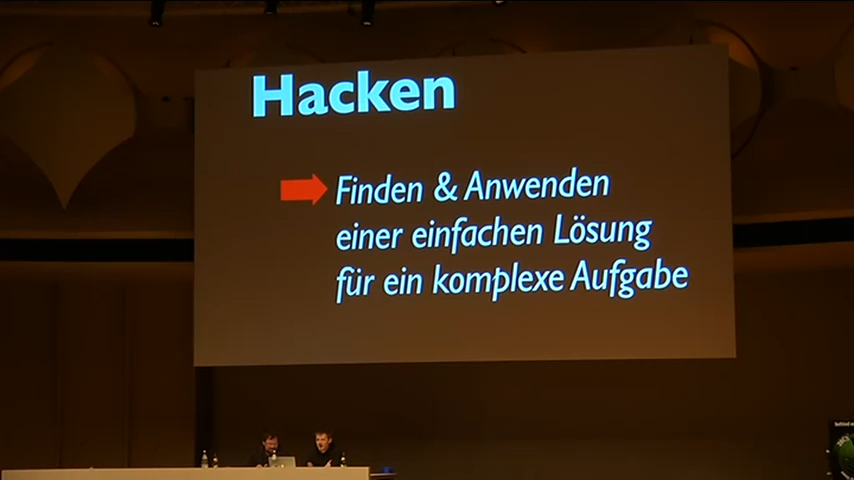 Hacken
Finden & Anwenden
einer einfachen Lösung
für ein komplexe Aufgabe